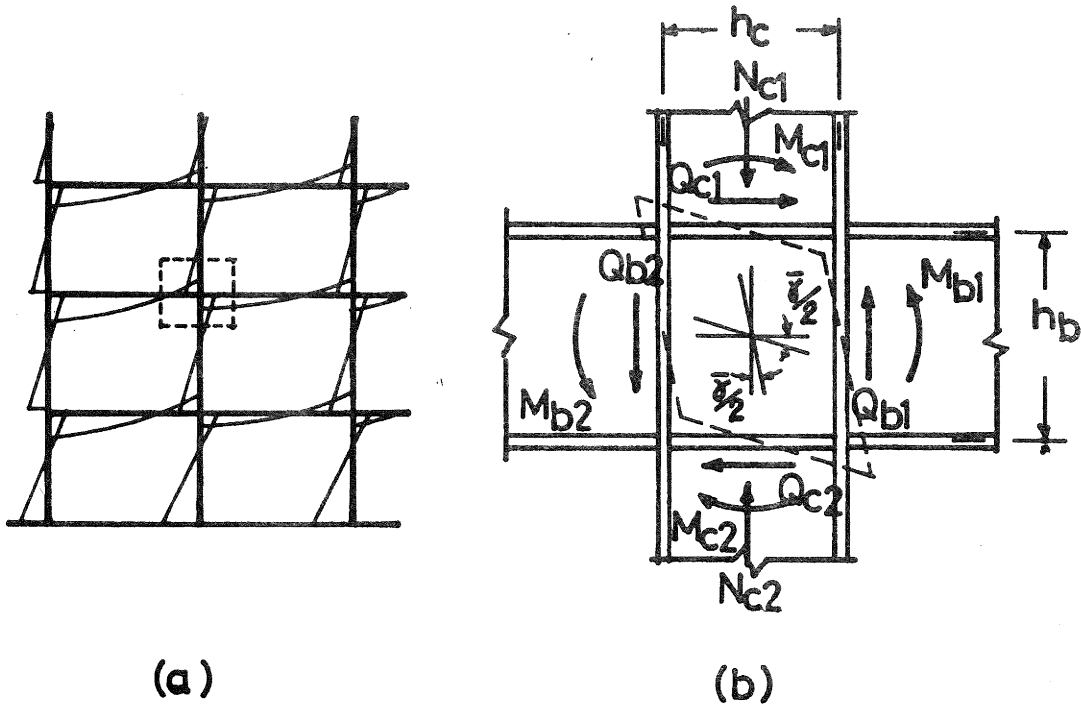 hc
Nc1
Mc1
Qc1
Qb2
Mb1
γ̄/2
hb
γ̄/2
Mb2
Qb1
Qc2
Mc2
Nc2
(a)
(b)